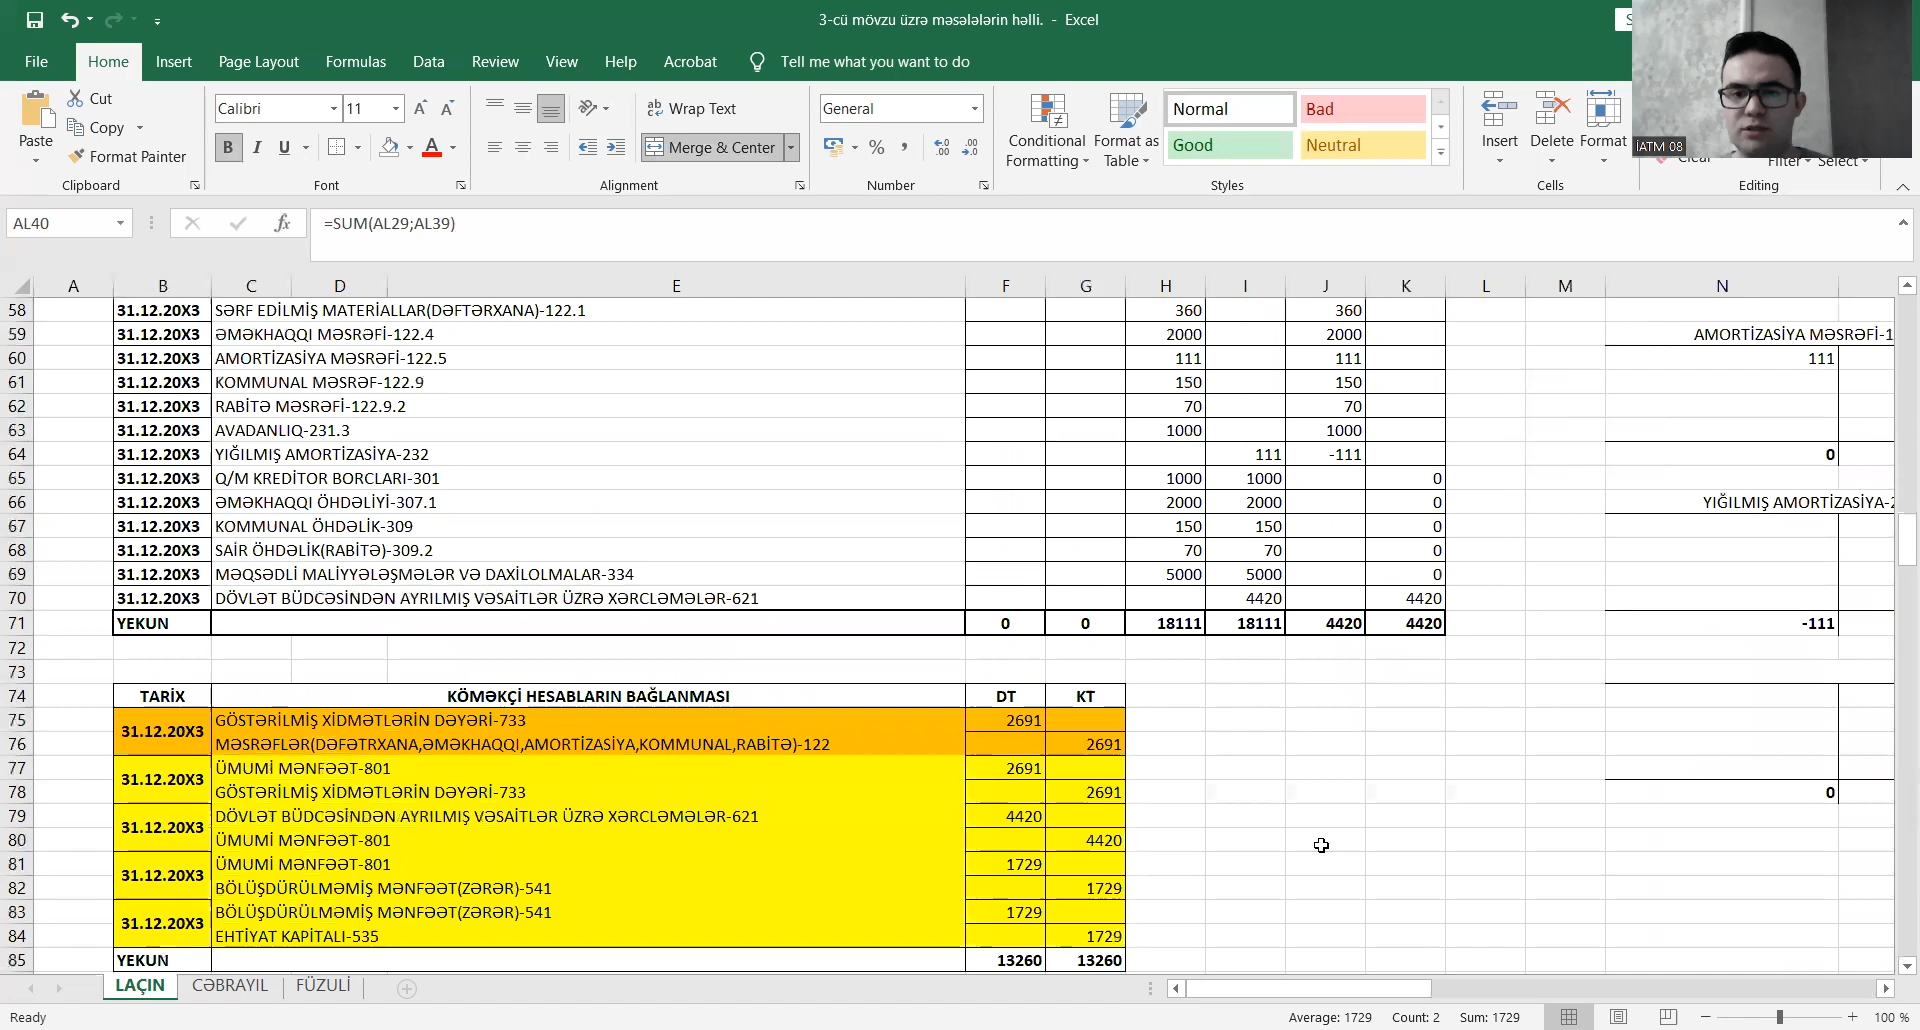 3-cü mövzu üzrə məsələlərin həlli. - Excel
File Home Insert Page Layout Formulas Data Review View Help Acrobat Tell me what you want to do
Paste
Cut
Copy
Format Painter
Clipboard
Calibri 11
B I U
Font
Wrap Text
Merge & Center
Alignment
General
Number
Conditional Formatting
Format as Table
Normal Bad
Good Neutral
Styles
Insert Delete Format
Cells
Clear
Filter Select
Editing
İATM 08
AL40 =SUM(AL29;AL39)
A B C D E F G H I J K L M N
58 31.12.20X3 SƏRF EDİLMİŞ MATERİALLAR(DƏFTƏRXANA)-122.1 360 360
59 31.12.20X3 ƏMƏKHAQQI MƏSRƏFİ-122.4 2000 2000 AMORTİZASİYA MƏSRƏFİ-1
60 31.12.20X3 AMORTİZASİYA MƏSRƏFİ-122.5 111 111 111
61 31.12.20X3 KOMMUNAL MƏSRƏF-122.9 150 150
62 31.12.20X3 RABİTƏ MƏSRƏFİ-122.9.2 70 70
63 31.12.20X3 AVADANLIQ-231.3 1000 1000
64 31.12.20X3 YIĞILMIŞ AMORTİZASİYA-232 111 -111 0
65 31.12.20X3 Q/M KREDİTOR BORCLARI-301 1000 1000 0
66 31.12.20X3 ƏMƏKHAQQI ÖHDƏLİYİ-307.1 2000 2000 0 YIĞILMIŞ AMORTİZASİYA-2
67 31.12.20X3 KOMMUNAL ÖHDƏLİK-309 150 150 0
68 31.12.20X3 SAİR ÖHDƏLİK(RABİTƏ)-309.2 70 70 0
69 31.12.20X3 MƏQSƏDLİ MALİYYƏLƏŞMƏLƏR VƏ DAXİLOLMALAR-334 5000 5000 0
70 31.12.20X3 DÖVLƏT BÜDCƏSİNDƏN AYRILMIŞ VƏSAİTLƏR ÜZRƏ XƏRCLƏMƏLƏR-621 4420 4420
71 YEKUN 0 0 18111 18111 4420 4420 -111
72
73
74 TARİX KÖMƏKÇİ HESABLARIN BAĞLANMASI DT KT
75 31.12.20X3 GÖSTƏRİLMİŞ XİDMƏTLƏRİN DƏYƏRİ-733 2691
76 MƏSRƏFLƏR(DƏFƏTRXANA,ƏMƏKHAQQI,AMORTİZASİYA,KOMMUNAL,RABİTƏ)-122 2691
77 31.12.20X3 ÜMUMİ MƏNFƏƏT-801 2691
78 GÖSTƏRİLMİŞ XİDMƏTLƏRİN DƏYƏRİ-733 2691 0
79 31.12.20X3 DÖVLƏT BÜDCƏSİNDƏN AYRILMIŞ VƏSAİTLƏR ÜZRƏ XƏRCLƏMƏLƏR-621 4420
80 ÜMUMİ MƏNFƏƏT-801 4420
81 31.12.20X3 ÜMUMİ MƏNFƏƏT-801 1729
82 BÖLÜŞDÜRÜLMƏMİŞ MƏNFƏƏT(ZƏRƏR)-541 1729
83 31.12.20X3 BÖLÜŞDÜRÜLMƏMİŞ MƏNFƏƏT(ZƏRƏR)-541 1729
84 EHTİYAT KAPİTALI-535 1729
85 YEKUN 13260 13260
LAÇIN CƏBRAYIL FÜZULİ
Ready Average: 1729 Count: 2 Sum: 1729 100 %